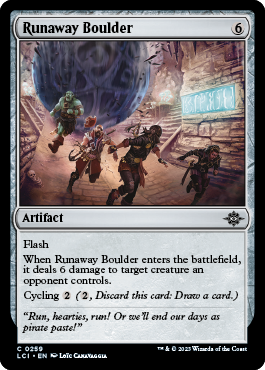 Runaway Boulder 6
Artifact
Flash
When Runaway Boulder enters the battlefield,
it deals 6 damage to target creature an
opponent controls.
Cycling 2 (2, Discard this card: Draw a card.)
"Run, hearties, run! Or we'll end our days as
pirate paste!"
C 0259
LCI • EN Loïc Canavaggia
™ & © 2023 Wizards of the Coast